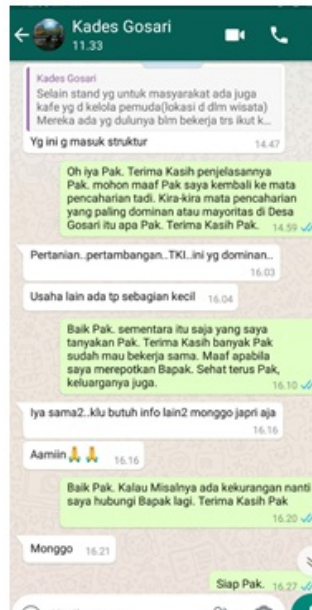 Kades Gosari
11.33
Kades Gosari
Selain stand yg untuk masyarakat ada juga
kafe yg d kelola pemuda(lokasi d dlm wisata)
Mereka ada yg dulunya blm bekerja trs ikut k...
Yg ini g masuk struktur
14.47
Oh iya Pak. Terima Kasih penjelasannya
Pak. mohon maaf Pak saya kembali ke mata
pencaharian tadi. Kira-kira mata pencaharian
yang paling dominan atau mayoritas di Desa
Gosari itu apa Pak. Terima Kasih Pak.
14.59
Pertanian..pertambangan..TKI..ini yg dominan...
16.03
Usaha lain ada tp sebagian kecil
16.04
Baik Pak. sementara itu saja yang saya
tanyakan Pak. Terima Kasih banyak Pak
sudah mau bekerja sama. Maaf apabila
saya merepotkan Bapak. Sehat terus Pak,
keluarganya juga.
16.10
Iya sama2..klu butuh info lain2 monggo japri aja
16.16
Aamiin🙏🙏
16.16
Baik Pak. Kalau Misalnya ada kekurangan nanti
saya hubungi Bapak lagi. Terima Kasih Pak
16.20
Monggo
16.21
Siap Pak.
16.27